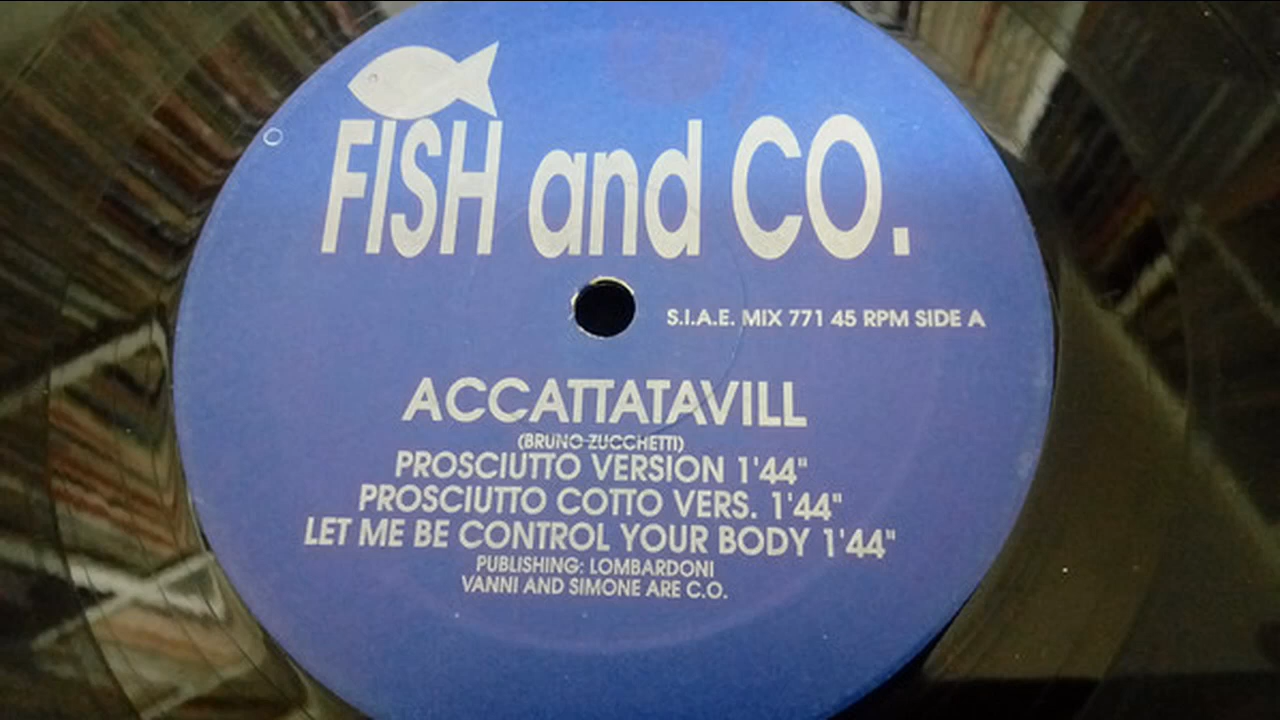 FISH and CO.
S.I.A.E. MIX 771 45 RPM SIDE A
ACCATTATAVILL
(BRUNO ZUCCHETTI)
PROSCIUTTO VERSION 1'44"
PROSCIUTTO COTTO VERS. 1'44"
LET ME BE CONTROL YOUR BODY 1'44"
PUBLISHING: LOMBARDONI
VANNI AND SIMONE ARE C.O.